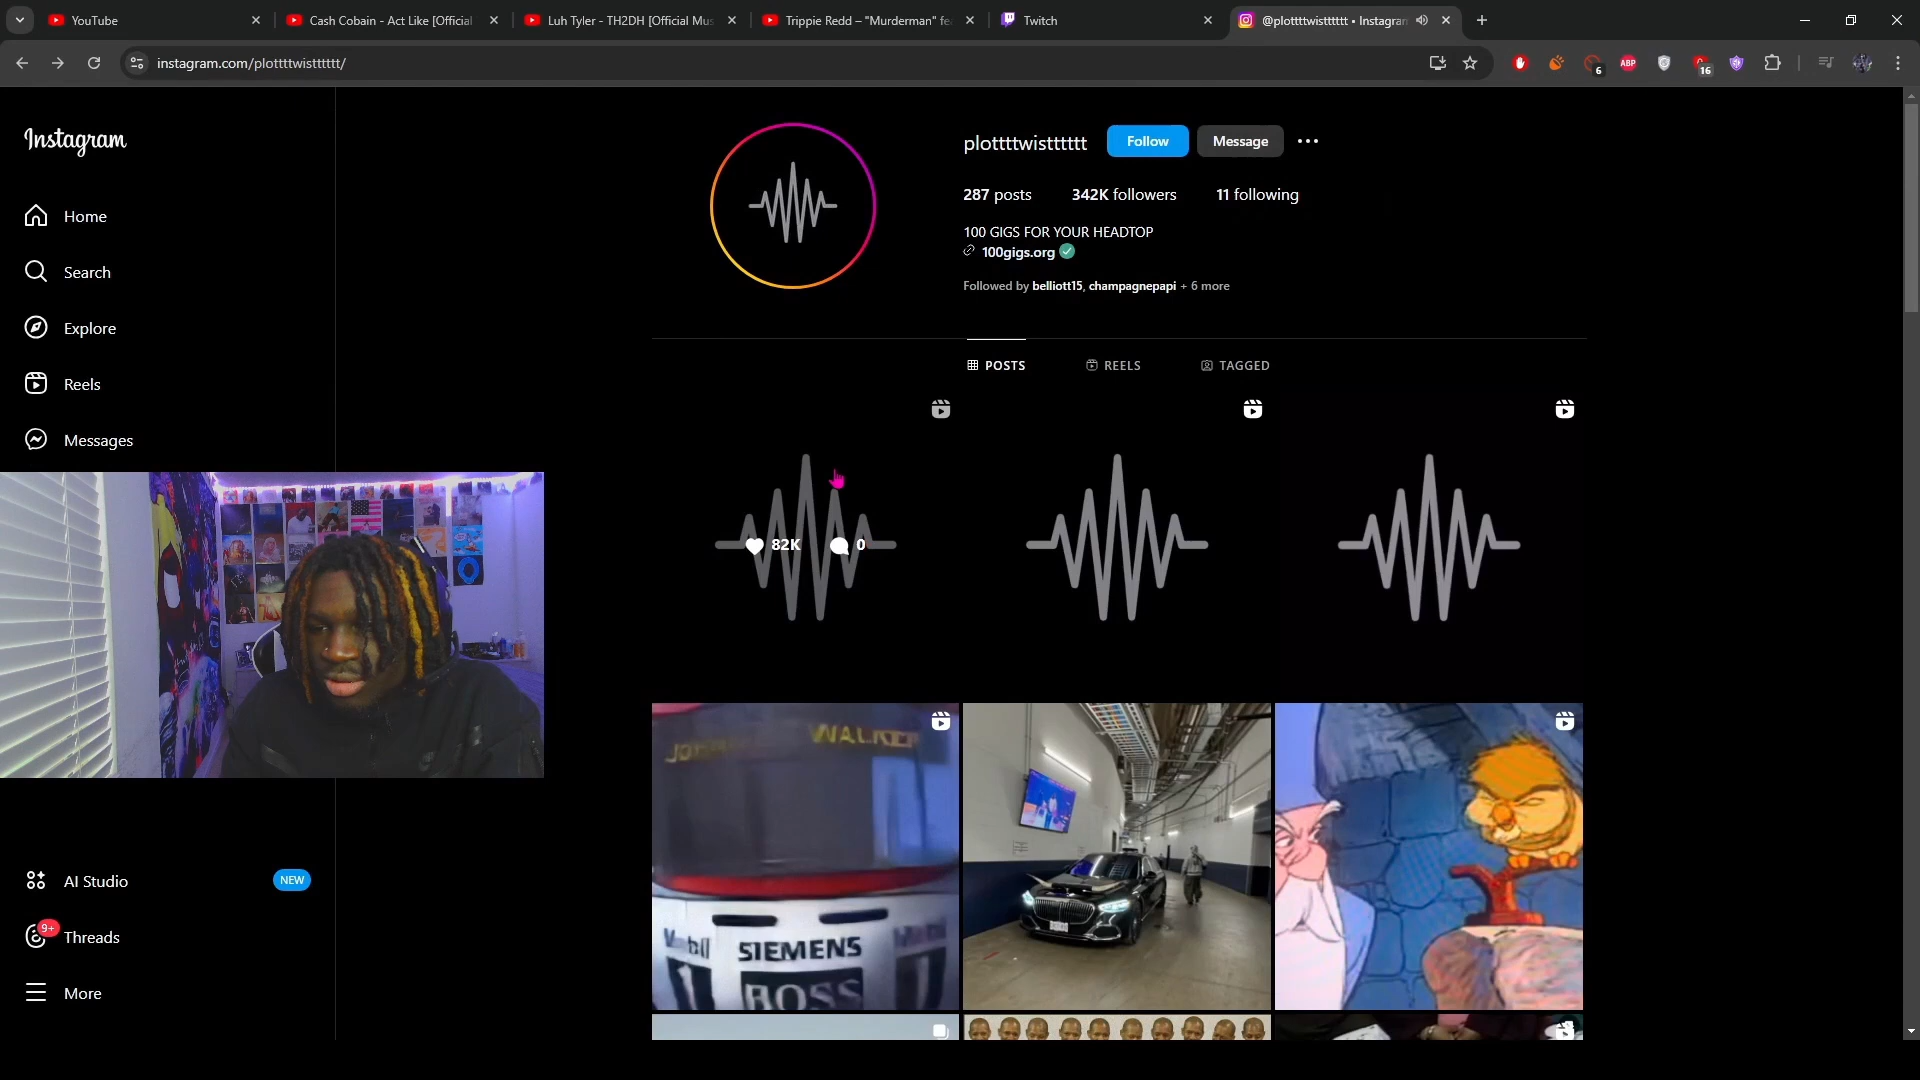 YouTube
Cash Cobain - Act Like [Official
Luh Tyler - TH2DH [Official Mus
Trippie Redd – "Murderman" fe
Twitch
@plottttwistttttt • Instagram
instagram.com/plottttwistttttt/
6
ABP
16
Instagram
Home
Search
Explore
Reels
Messages
AI Studio
NEW
9+
Threads
More
plottttwistttttt
Follow
Message
287 posts
342K followers
11 following
100 GIGS FOR YOUR HEADTOP
100gigs.org
Followed by belliott15, champagnepapi + 6 more
POSTS
REELS
TAGGED
82K
0
WALKER
Mobil
SIEMENS
BOSS